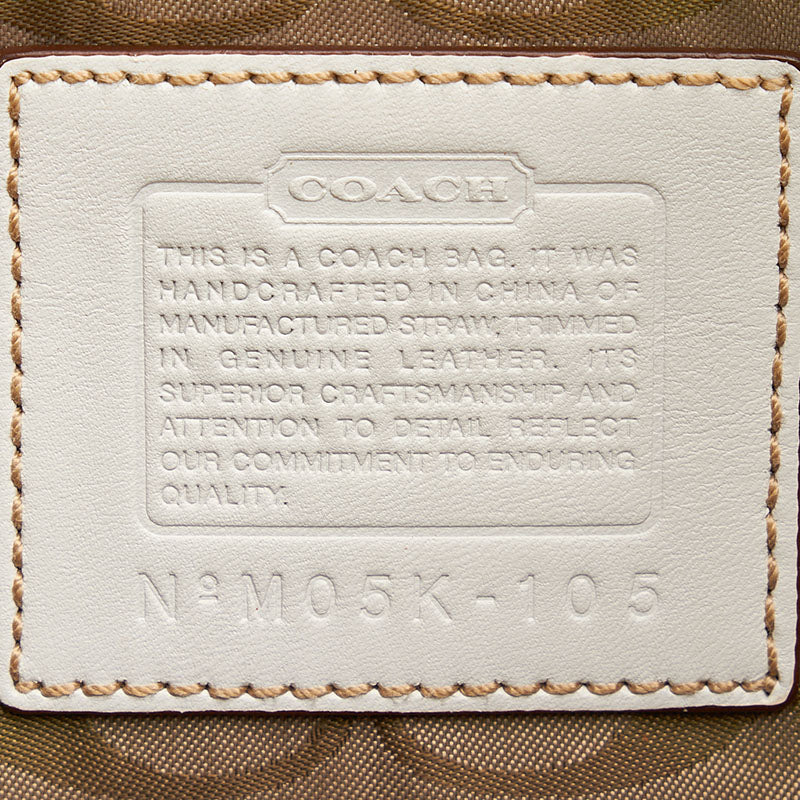 COACH
THIS IS A COACH BAG. IT WAS
HANDCRAFTED IN CHINA OF
MANUFACTURED STRAW, TRIMMED
IN GENUINE LEATHER. ITS
SUPERIOR CRAFTSMANSHIP AND
ATTENTION TO DETAIL REFLECT
OUR COMMITMENT TO ENDURING
QUALITY.
Nº M05K-105